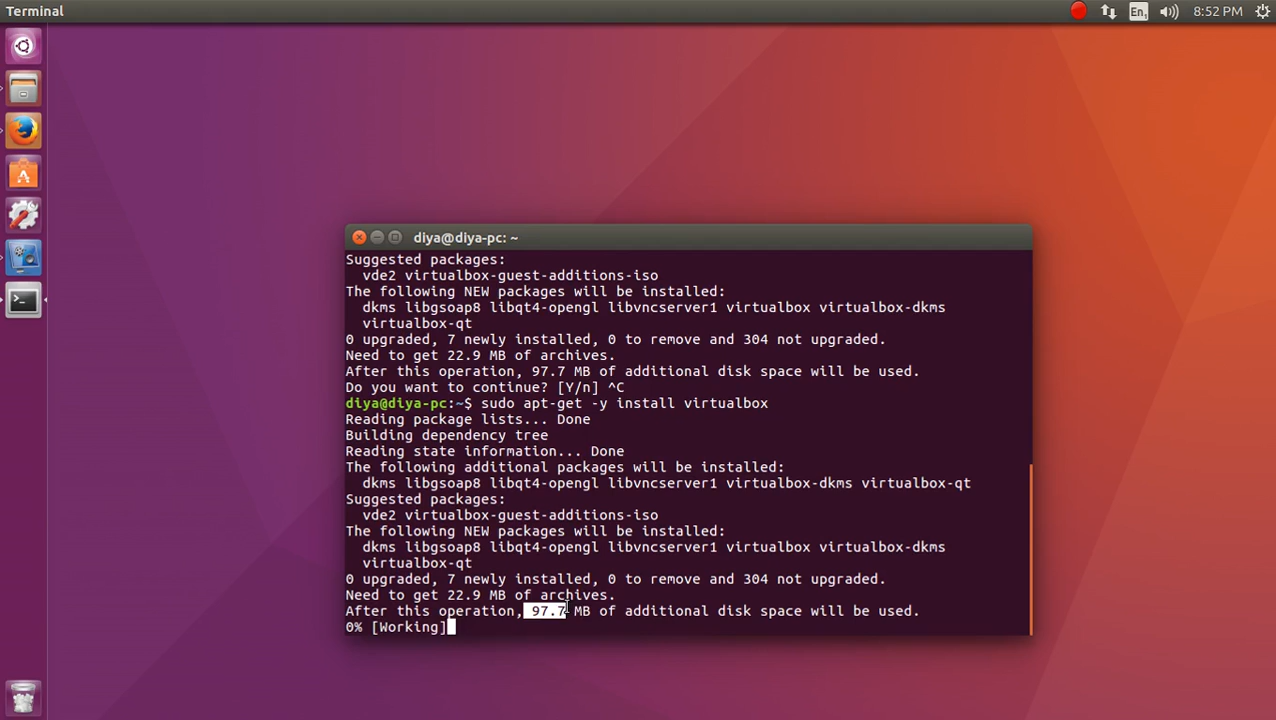 Terminal
En1
8:52 PM
diya@diya-pc: ~
Suggested packages:
vde2 virtualbox-guest-additions-iso
The following NEW packages will be installed:
dkms libgsoap8 libqt4-opengl libvncserver1 virtualbox virtualbox-dkms
virtualbox-qt
0 upgraded, 7 newly installed, 0 to remove and 304 not upgraded.
Need to get 22.9 MB of archives.
After this operation, 97.7 MB of additional disk space will be used.
Do you want to continue? [Y/n] ^C
diya@diya-pc:~$ sudo apt-get -y install virtualbox
Reading package lists... Done
Building dependency tree
Reading state information... Done
The following additional packages will be installed:
dkms libgsoap8 libqt4-opengl libvncserver1 virtualbox-dkms virtualbox-qt
Suggested packages:
vde2 virtualbox-guest-additions-iso
The following NEW packages will be installed:
dkms libgsoap8 libqt4-opengl libvncserver1 virtualbox virtualbox-dkms
virtualbox-qt
0 upgraded, 7 newly installed, 0 to remove and 304 not upgraded.
Need to get 22.9 MB of archives.
After this operation, 97.7 MB of additional disk space will be used.
0% [Working]